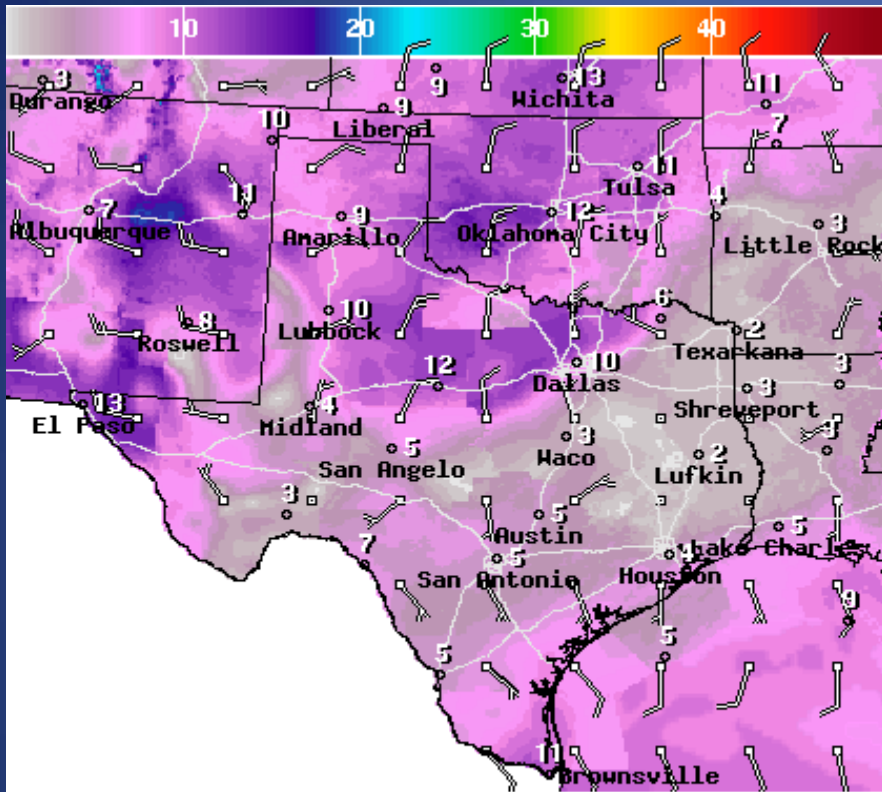 10 20 30 40
3 9 13 11
Durango Wichita
9
Liberal
10 7
11
Tulsa
7 11 9 12 4 3
Albuquerque Amarillo Oklahoma City Little Rock
8 10 6 2
Roswell Lubbock Texarkana
12 10 3 3
Dallas
13 4 Shreveport
El Paso Midland
5 3 2 3
San Angelo Waco Lufkin
3 5 5
Austin
7 5 4 Lake Charles
San Antonio Houston
9
5 5
11
Brownsville